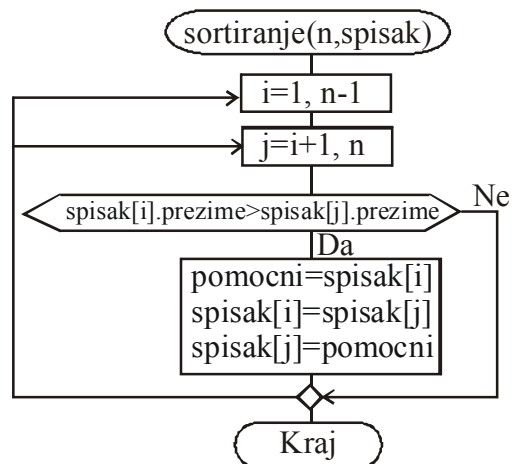 sortiranje(n,spisak)
i=1, n-1
j=i+1, n
spisak[i].prezime>spisak[j].prezime
Ne
Da
pomocni=spisak[i]
spisak[i]=spisak[j]
spisak[j]=pomocni
Kraj